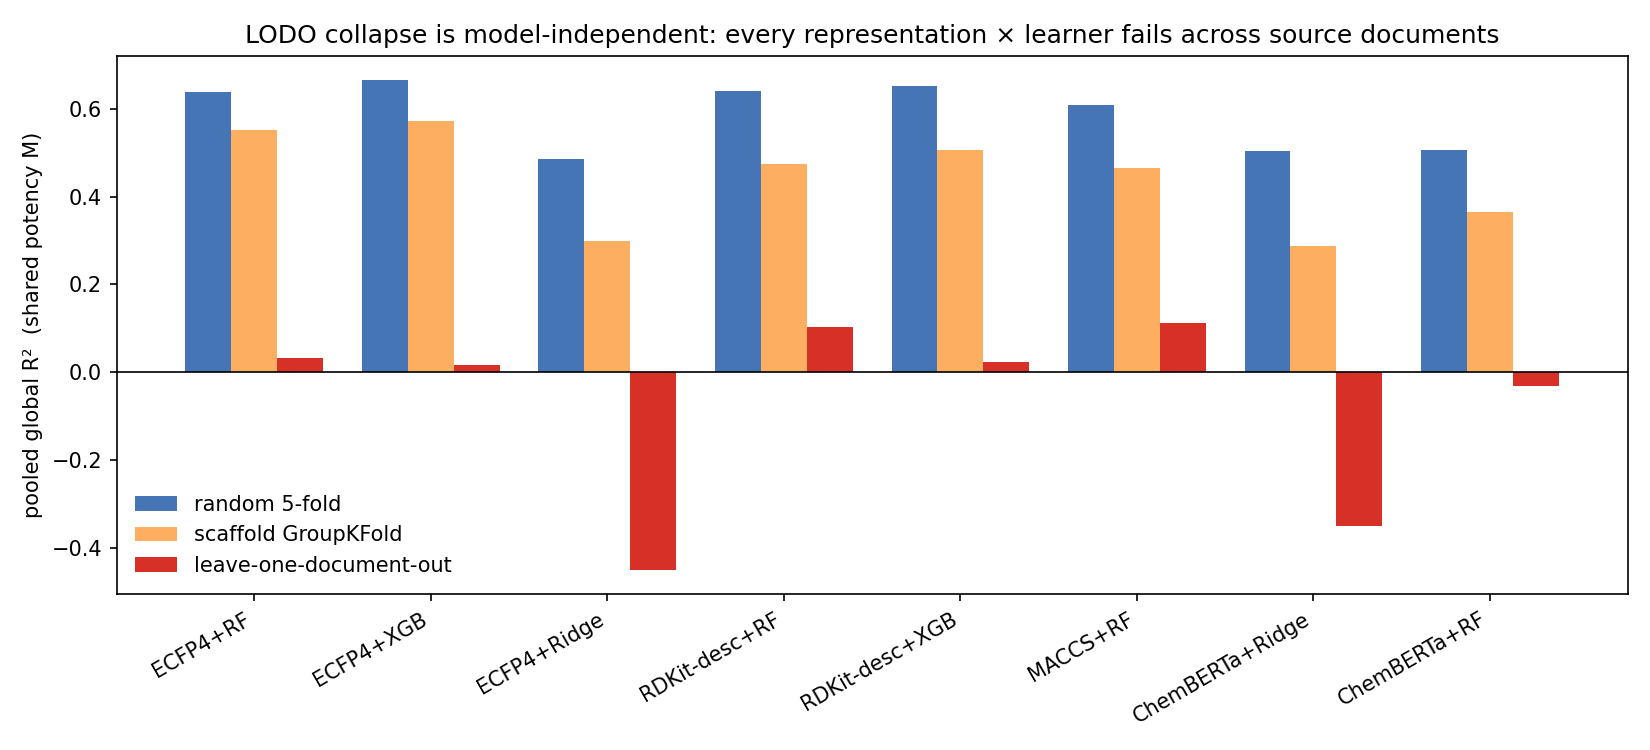 LODO collapse is model-independent: every representation × learner fails across source documents
pooled global R² (shared potency M)
0.6
0.4
0.2
0.0
−0.2
−0.4
random 5-fold
scaffold GroupKFold
leave-one-document-out
ECFP4+RF
ECFP4+XGB
ECFP4+Ridge
RDKit-desc+RF
RDKit-desc+XGB
MACCS+RF
ChemBERTa+Ridge
ChemBERTa+RF